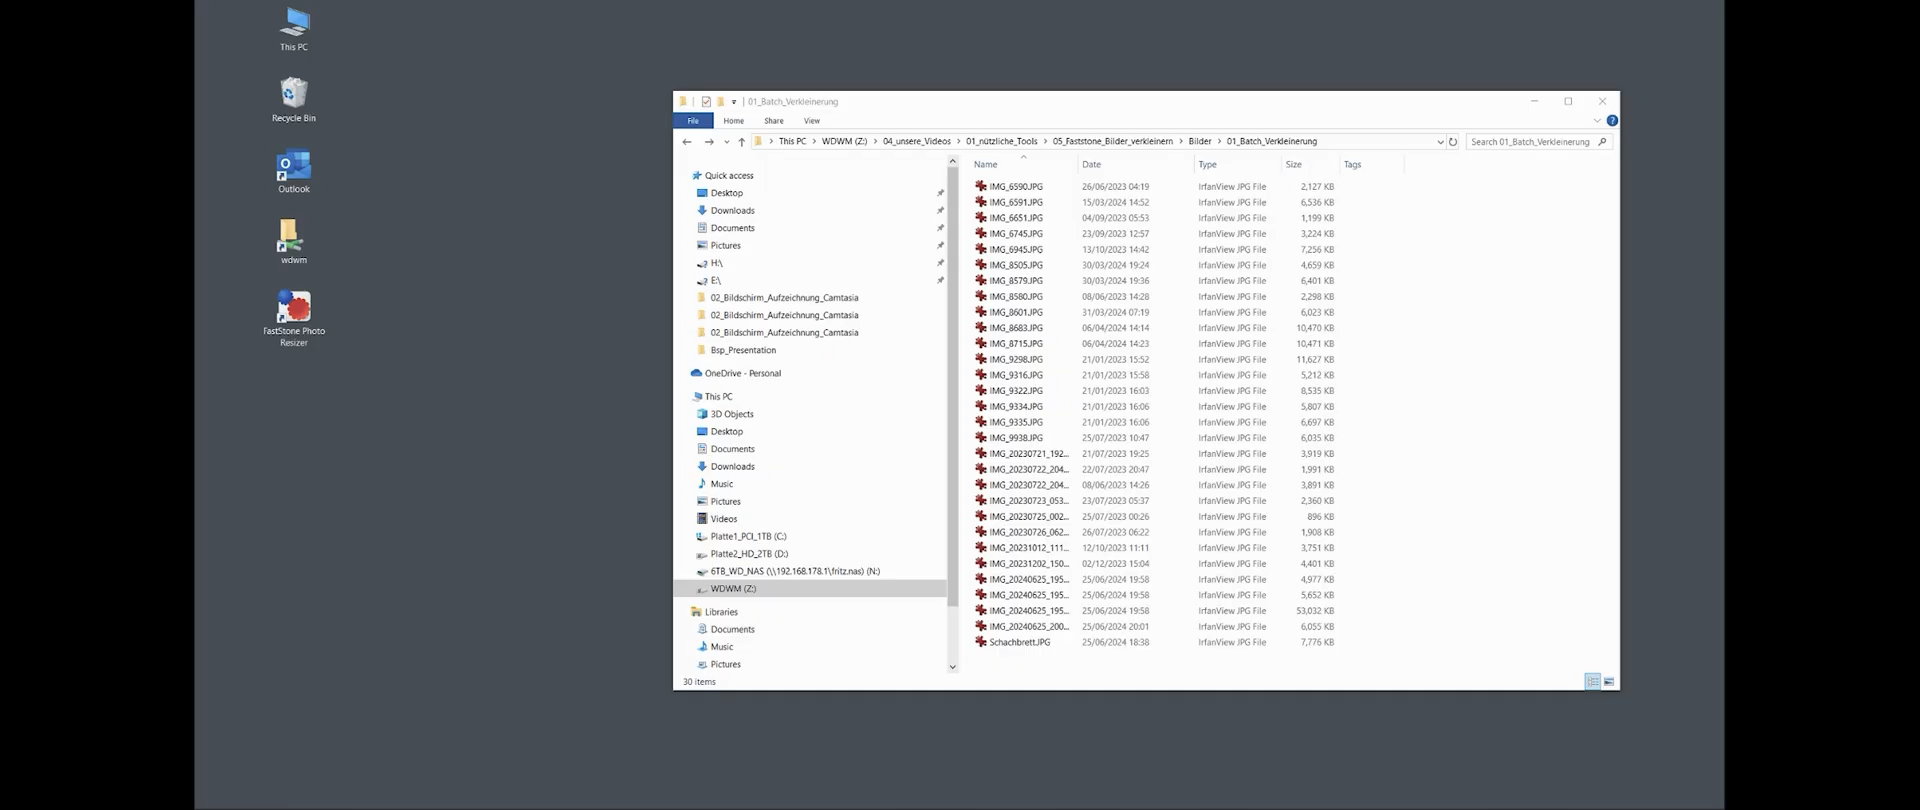 This PC
Recycle Bin
Outlook
wdwm
FastStone Photo
Resizer
01_Batch_Verkleinerung
File Home Share View
This PC > WDWM (Z:) > 04_unsere_Videos > 01_nützliche_Tools > 05_Faststone_Bilder_verkleinern > Bilder > 01_Batch_Verkleinerung
Search 01_Batch_Verkleinerung
Quick access
Desktop
Downloads
Documents
Pictures
H:\
E:\
02_Bildschirm_Aufzeichnung_Camtasia
02_Bildschirm_Aufzeichnung_Camtasia
02_Bildschirm_Aufzeichnung_Camtasia
Bsp_Presentation
OneDrive - Personal
This PC
3D Objects
Desktop
Documents
Downloads
Music
Pictures
Videos
Platte1_PCI_1TB (C:)
Platte2_HD_2TB (D:)
6TB_WD_NAS (\\192.168.178.1\fritz.nas) (N:)
WDWM (Z:)
Libraries
Documents
Music
Pictures
Name Date Type Size Tags
IMG_6590.JPG 26/06/2023 04:19 IrfanView JPG File 2,127 KB
IMG_6591.JPG 15/03/2024 14:52 IrfanView JPG File 6,536 KB
IMG_6651.JPG 04/09/2023 05:53 IrfanView JPG File 1,199 KB
IMG_6745.JPG 23/09/2023 12:57 IrfanView JPG File 3,224 KB
IMG_6945.JPG 13/10/2023 14:42 IrfanView JPG File 7,256 KB
IMG_8505.JPG 30/03/2024 19:24 IrfanView JPG File 4,659 KB
IMG_8579.JPG 30/03/2024 19:36 IrfanView JPG File 6,401 KB
IMG_8580.JPG 08/06/2023 14:28 IrfanView JPG File 2,298 KB
IMG_8601.JPG 31/03/2024 07:19 IrfanView JPG File 6,023 KB
IMG_8683.JPG 06/04/2024 14:14 IrfanView JPG File 10,470 KB
IMG_8715.JPG 06/04/2024 14:23 IrfanView JPG File 10,471 KB
IMG_9298.JPG 21/01/2023 15:52 IrfanView JPG File 11,627 KB
IMG_9316.JPG 21/01/2023 15:58 IrfanView JPG File 5,212 KB
IMG_9322.JPG 21/01/2023 16:03 IrfanView JPG File 8,535 KB
IMG_9334.JPG 21/01/2023 16:06 IrfanView JPG File 5,807 KB
IMG_9335.JPG 21/01/2023 16:06 IrfanView JPG File 6,697 KB
IMG_9938.JPG 25/07/2023 10:47 IrfanView JPG File 6,035 KB
IMG_20230721_192... 21/07/2023 19:25 IrfanView JPG File 3,919 KB
IMG_20230722_204... 22/07/2023 20:47 IrfanView JPG File 1,991 KB
IMG_20230722_204... 08/06/2023 14:26 IrfanView JPG File 3,891 KB
IMG_20230723_053... 23/07/2023 05:37 IrfanView JPG File 2,360 KB
IMG_20230725_002... 25/07/2023 00:26 IrfanView JPG File 896 KB
IMG_20230726_062... 26/07/2023 06:22 IrfanView JPG File 1,908 KB
IMG_20231012_111... 12/10/2023 11:11 IrfanView JPG File 3,751 KB
IMG_20231202_150... 02/12/2023 15:04 IrfanView JPG File 4,401 KB
IMG_20240625_195... 25/06/2024 19:58 IrfanView JPG File 4,977 KB
IMG_20240625_195... 25/06/2024 19:58 IrfanView JPG File 5,652 KB
IMG_20240625_195... 25/06/2024 19:58 IrfanView JPG File 53,032 KB
IMG_20240625_200... 25/06/2024 20:01 IrfanView JPG File 6,055 KB
Schachbrett.JPG 25/06/2024 18:38 IrfanView JPG File 7,776 KB
30 items